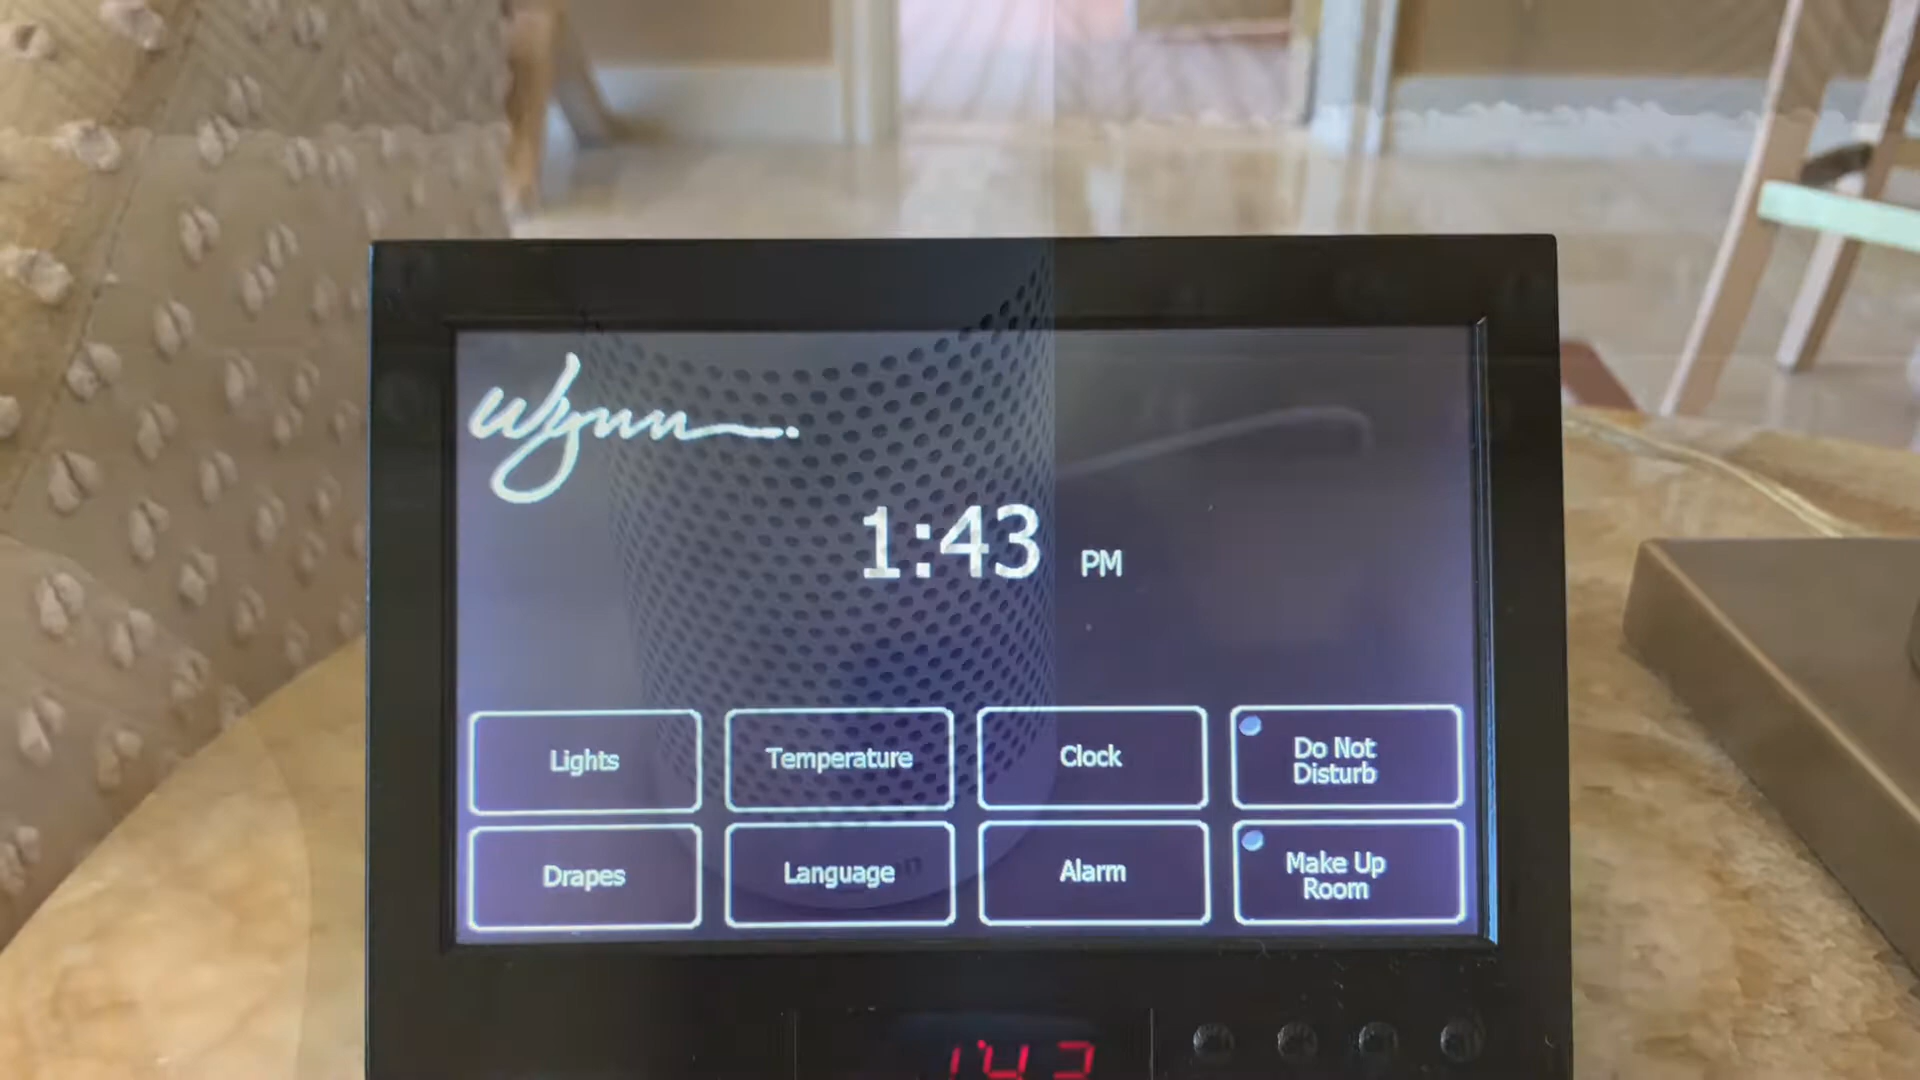 Wynn.
1:43 PM
Lights
Temperature
Clock
Do Not
Disturb
Drapes
Language
Alarm
Make Up
Room